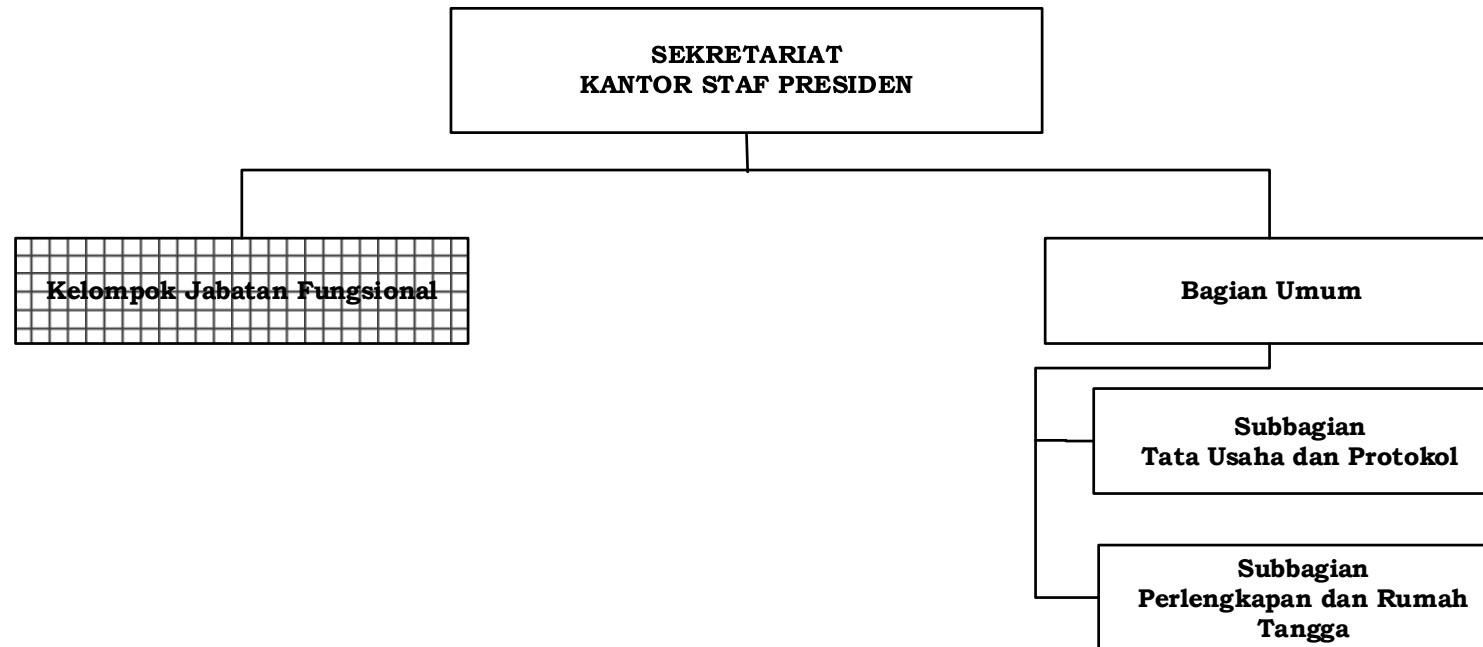 SEKRETARIAT
KANTOR STAF PRESIDEN
Kelompok Jabatan Fungsional
Bagian Umum
Subbagian
Tata Usaha dan Protokol
Subbagian
Perlengkapan dan Rumah
Tangga